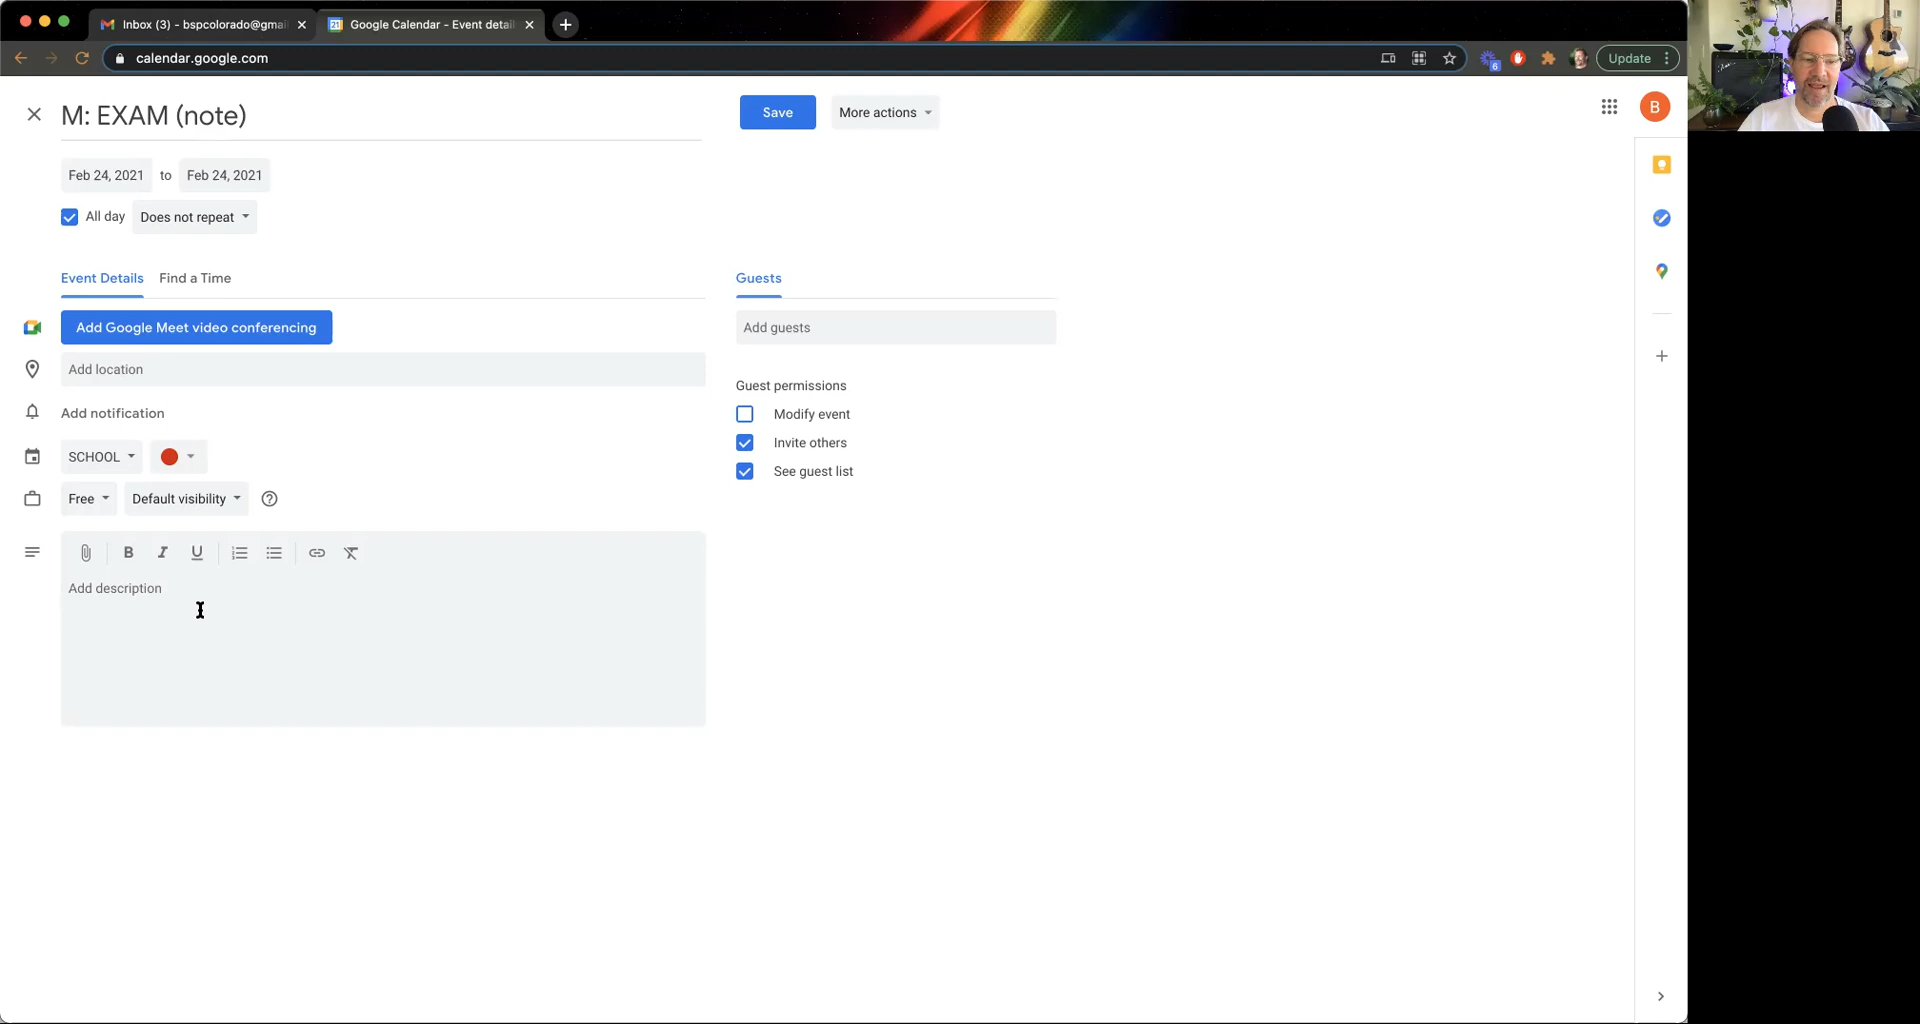 Inbox (3) - bspcolorado@gmai
Google Calendar - Event detail
calendar.google.com
6
Update
M: EXAM (note)
Save
More actions
B
Feb 24, 2021 to Feb 24, 2021
All day
Does not repeat
Event Details
Find a Time
Guests
Add Google Meet video conferencing
Add guests
Add location
Guest permissions
Add notification
Modify event
Invite others
SCHOOL
See guest list
Free
Default visibility
B I U
Add description